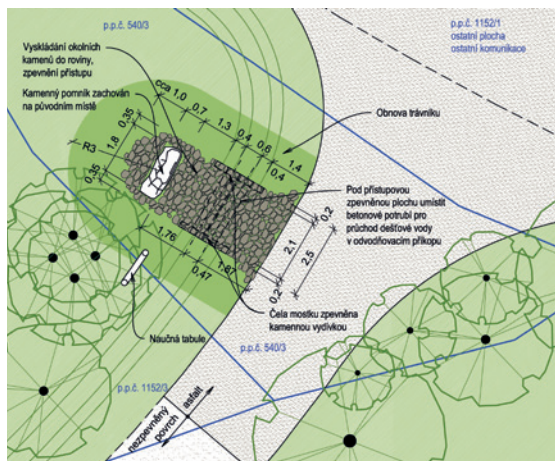 p.p.č. 540/3
p.p.č. 1152/1
ostatní plocha
ostatní komunikace
Vyskládání okolních
kamenů do roviny,
zpevnění přístupu
Kamenný pomník zachován
na původním místě
Obnova trávníku
cca 1.0
0.7
1.3
0.4
0.6
0.4
1.4
0.35
1.8
0.35
R3
Pod přístupovou
zpevněnou plochu umístit
betonové potrubí pro
průchod dešťové vody
v odvodňovacím příkopu
0.2
2.1
2.5
0.2
1.76
0.47
1.87
Čela mostku zpevněna
kamennou vydívkou
Naučná tabule
p.p.č. 540/3
p.p.č. 1152/3
nezpevněný
povrch
asfalt